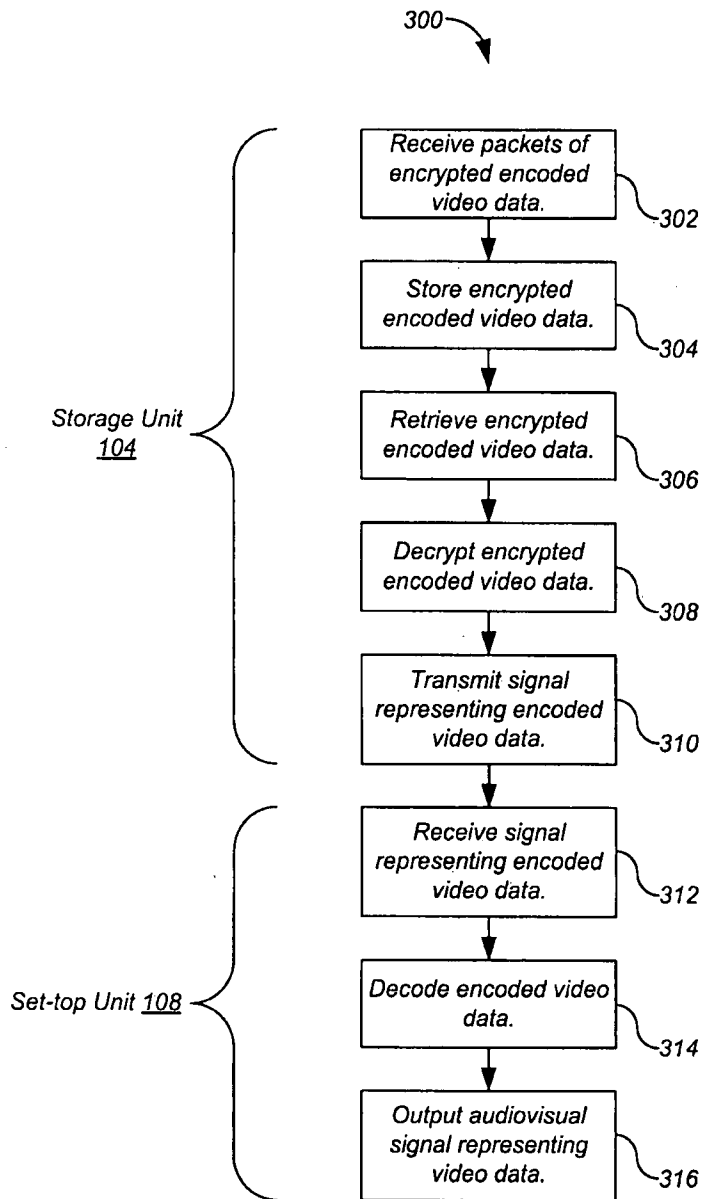 300
Receive packets of
encrypted encoded
video data.
302
Store encrypted
encoded video data.
304
Storage Unit
104
Retrieve encrypted
encoded video data.
306
Decrypt encrypted
encoded video data.
308
Transmit signal
representing encoded
video data.
310
Receive signal
representing encoded
video data.
312
Set-top Unit 108
Decode encoded video
data.
314
Output audiovisual
signal representing
video data.
316